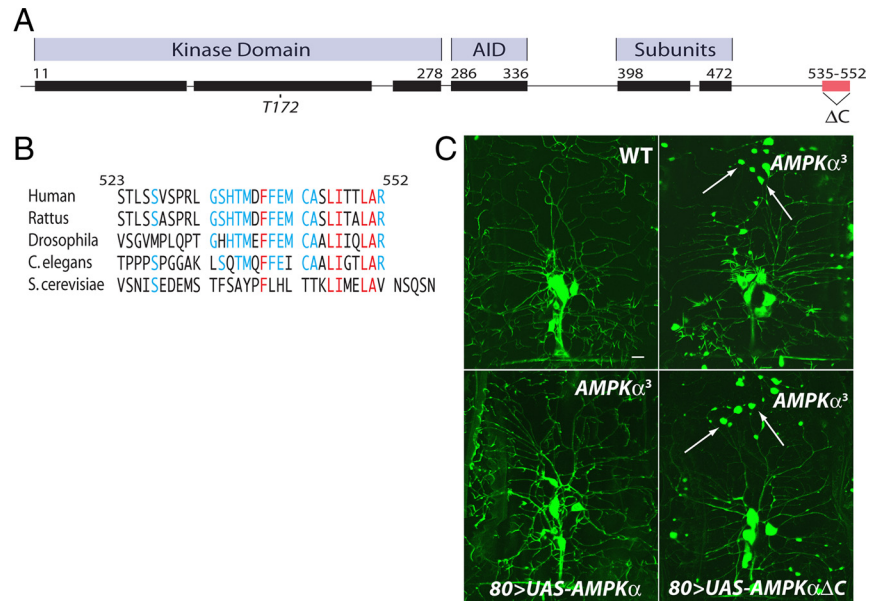 A
Kinase Domain AID Subunits
11 278 286 336 398 472 535-552
T172
ΔC
B
523 552
Human STLSSVSPRL GSHTMDFFEM CASLITTLAR
Rattus STLSSASPRL GSHTMDFFEM CASLITALAR
Drosophila VSGVMPLQPT GHHTMEFFEM CAALIIQLAR
C.elegans TPPPSPGGAK LSQTMQFFEI CAALIGTLAR
S.cerevisiae VSNISEDEMS TFSAYPFLHL TTKLIMELAV NSQSN
C
WT
AMPKα³
AMPKα³
80>UAS-AMPKα
AMPKα³
80>UAS-AMPKαΔC